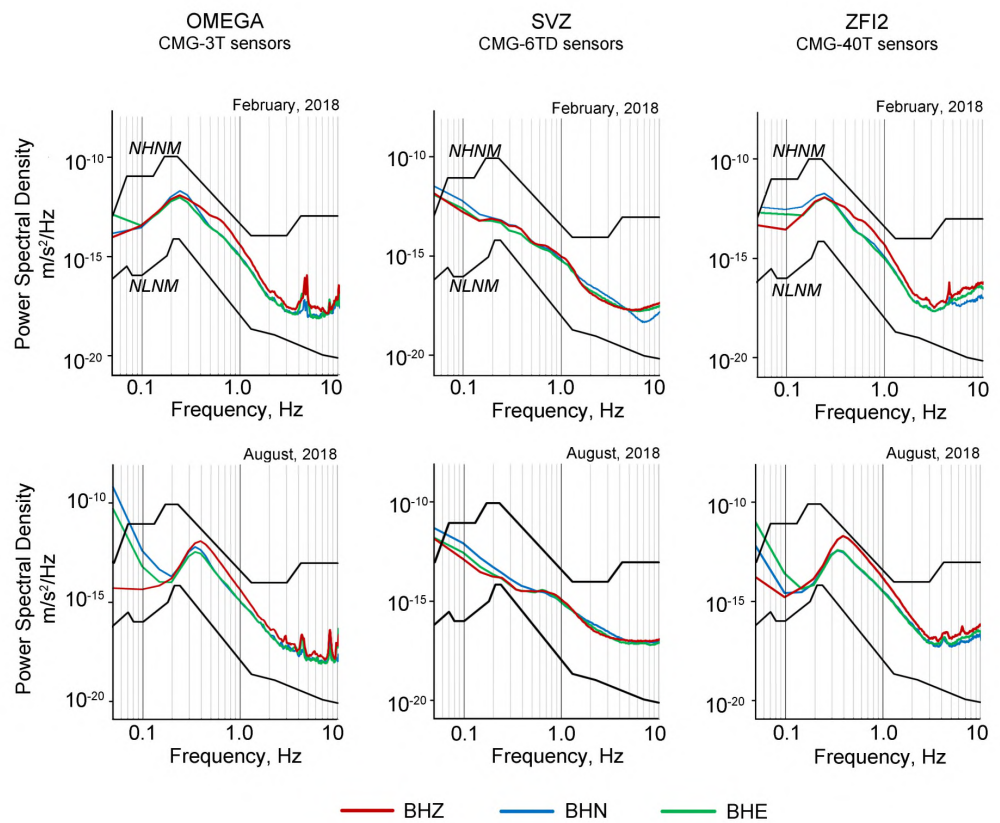 OMEGA
CMG-3T sensors
SVZ
CMG-6TD sensors
ZFI2
CMG-40T sensors
February, 2018
Power Spectral Density
m/s²/Hz
10⁻¹⁰
10⁻¹⁵
10⁻²⁰
NHNM
NLNM
0.1
1.0
10
Frequency, Hz
February, 2018
10⁻¹⁰
10⁻¹⁵
10⁻²⁰
NHNM
NLNM
0.1
1.0
10
Frequency, Hz
February, 2018
10⁻¹⁰
10⁻¹⁵
10⁻²⁰
NHNM
NLNM
0.1
1.0
10
Frequency, Hz
August, 2018
Power Spectral Density
m/s²/Hz
10⁻¹⁰
10⁻¹⁵
10⁻²⁰
0.1
1.0
10
Frequency, Hz
August, 2018
10⁻¹⁰
10⁻¹⁵
10⁻²⁰
0.1
1.0
10
Frequency, Hz
August, 2018
10⁻¹⁰
10⁻¹⁵
10⁻²⁰
0.1
1.0
10
Frequency, Hz
BHZ
BHN
BHE